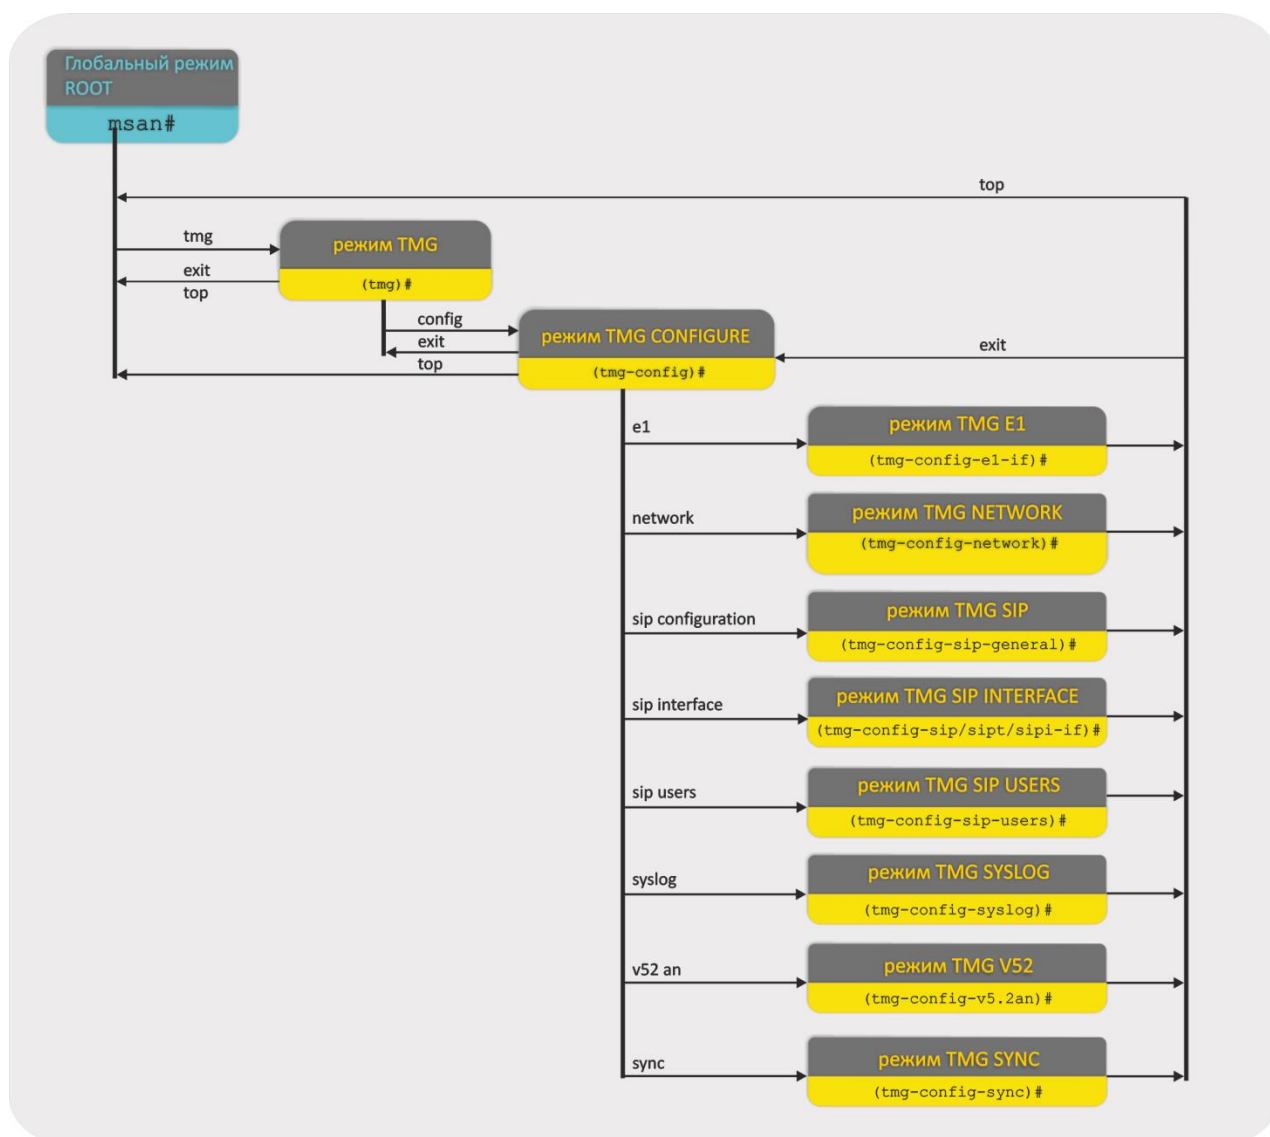 Глобальный режим
ROOT
msan#
top
tmg
режим TMG
exit
(tmg)#
top
config
режим TMG CONFIGURE
exit
exit
top
(tmg-config)#
e1
режим TMG E1
(tmg-config-e1-if)#
network
режим TMG NETWORK
(tmg-config-network)#
sip configuration
режим TMG SIP
(tmg-config-sip-general)#
sip interface
режим TMG SIP INTERFACE
(tmg-config-sip/sipt/sipi-if)#
sip users
режим TMG SIP USERS
(tmg-config-sip-users)#
syslog
режим TMG SYSLOG
(tmg-config-syslog)#
v52 an
режим TMG V52
(tmg-config-v5.2an)#
sync
режим TMG SYNC
(tmg-config-sync)#